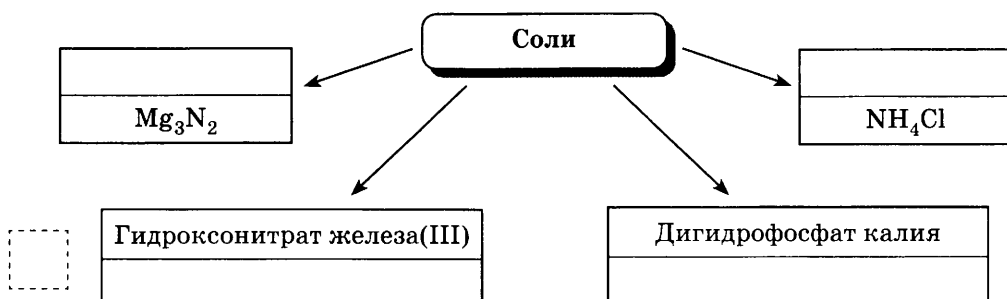 Соли
Mg₃N₂
NH₄Cl
Гидроксонитрат железа(III)
Дигидрофосфат калия